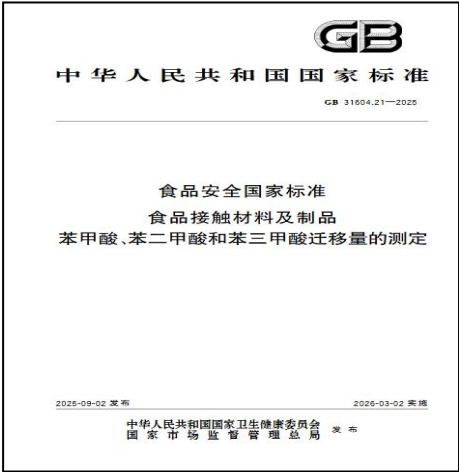 GB
中华人民共和国国家标准
GB 31604.21—2025
食品安全国家标准
食品接触材料及制品
苯甲酸、苯二甲酸和苯三甲酸迁移量的测定
2025-09-02 发布
2026-03-02 实施
中华人民共和国国家卫生健康委员会
国家市场监督管理总局
发布